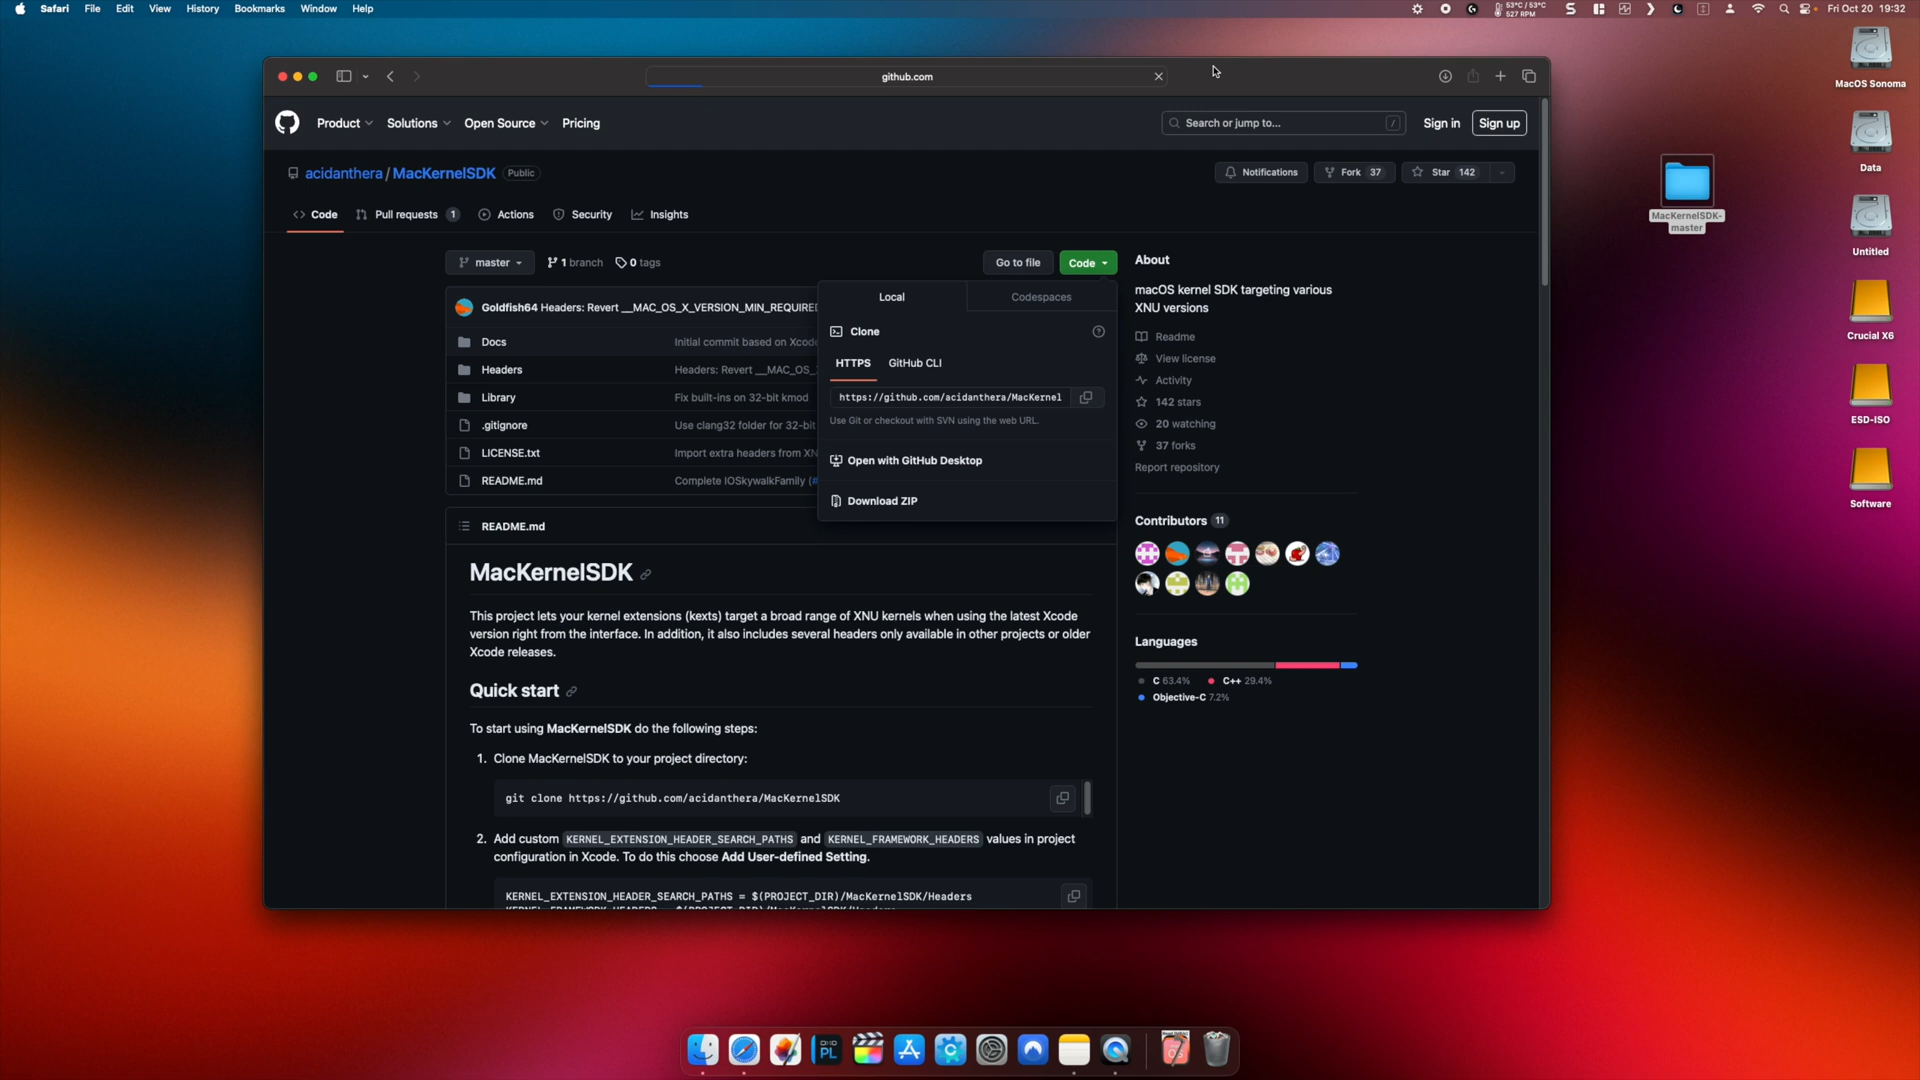 Safari File Edit View History Bookmarks Window Help
53°C / 53°C
527 RPM
Fri Oct 20 19:32
github.com
Product Solutions Open Source Pricing
Search or jump to... /
Sign in Sign up
acidanthera / MacKernelSDK Public
Notifications Fork 37 Star 142
Code Pull requests 1 Actions Security Insights
master 1 branch 0 tags Go to file Code
Goldfish64 Headers: Revert __MAC_OS_X_VERSION_MIN_REQUIRED
Docs Initial commit based on Xcode
Headers Headers: Revert __MAC_OS_
Library Fix built-ins on 32-bit kmod
.gitignore Use clang32 folder for 32-bit
LICENSE.txt Import extra headers from XN
README.md Complete IOSkywalkFamily (#
Local Codespaces
Clone
HTTPS GitHub CLI
https://github.com/acidanthera/MacKernel
Use Git or checkout with SVN using the web URL.
Open with GitHub Desktop
Download ZIP
README.md
MacKernelSDK
This project lets your kernel extensions (kexts) target a broad range of XNU kernels when using the latest Xcode
version right from the interface. In addition, it also includes several headers only available in other projects or older
Xcode releases.
Quick start
To start using MacKernelSDK do the following steps:
1. Clone MacKernelSDK to your project directory:
git clone https://github.com/acidanthera/MacKernelSDK
2. Add custom KERNEL_EXTENSION_HEADER_SEARCH_PATHS and KERNEL_FRAMEWORK_HEADERS values in project
configuration in Xcode. To do this choose Add User-defined Setting.
KERNEL_EXTENSION_HEADER_SEARCH_PATHS = $(PROJECT_DIR)/MacKernelSDK/Headers
About
macOS kernel SDK targeting various
XNU versions
Readme
View license
Activity
142 stars
20 watching
37 forks
Report repository
Contributors 11
Languages
C 63.4% C++ 29.4%
Objective-C 7.2%
MacKernelSDK-
master
MacOS Sonoma
Data
Untitled
Crucial X6
ESD-ISO
Software
PL